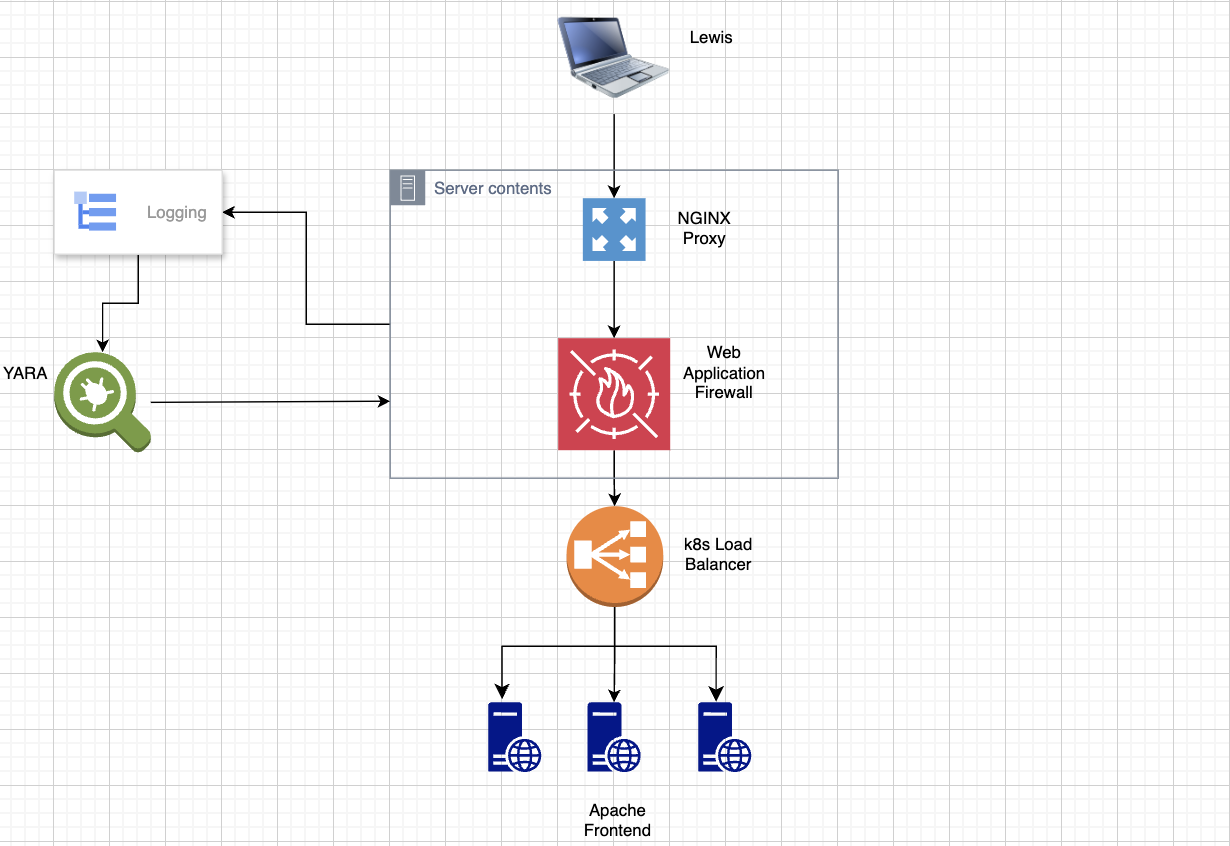 Lewis
Server contents
Logging
NGINX
Proxy
Web
Application
Firewall
YARA
k8s Load
Balancer
Apache
Frontend